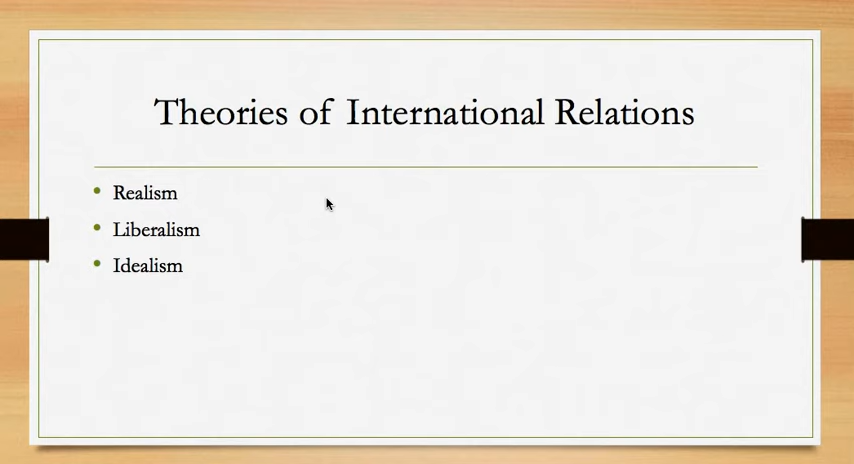 Theories of International Relations
Realism
Liberalism
Idealism